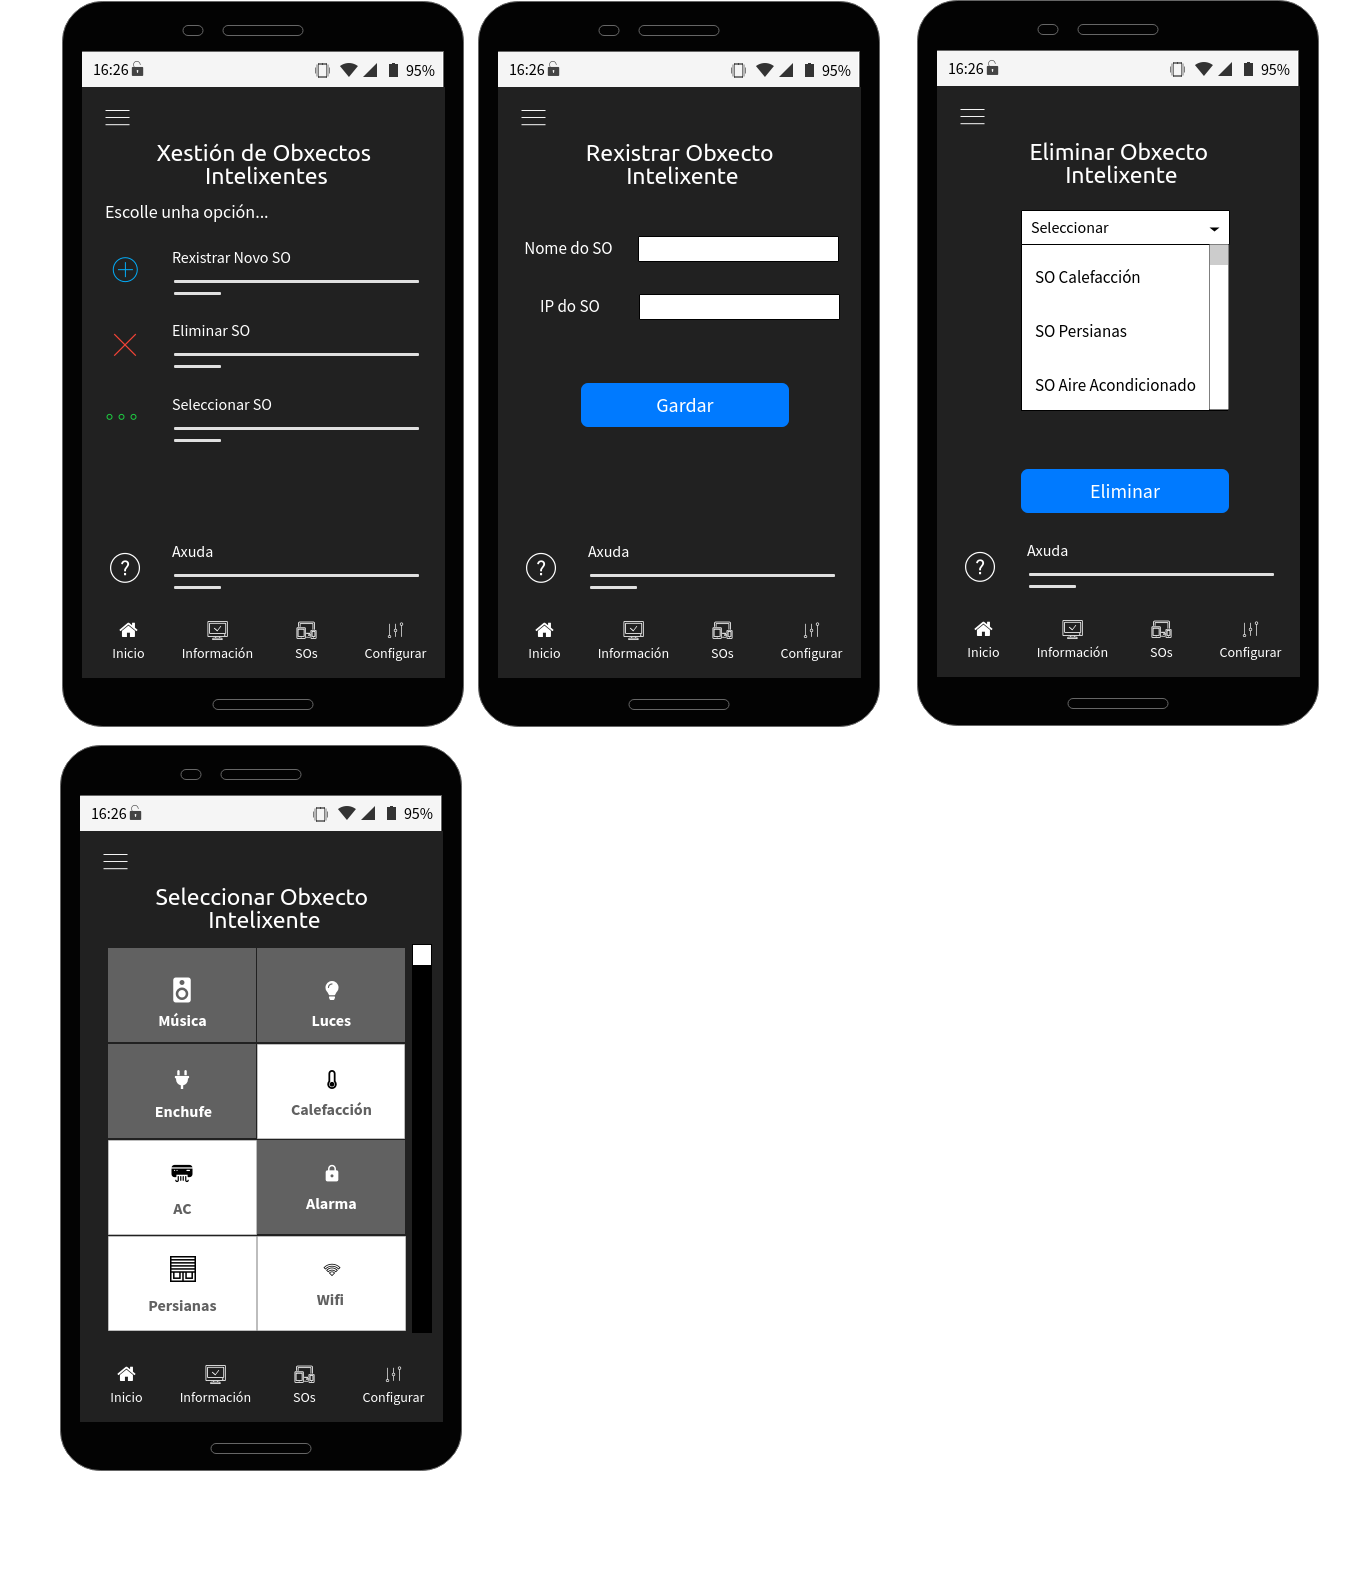 16:26 95%
Xestión de Obxectos
Intelixentes
Escolle unha opción...
Rexistrar Novo SO
Eliminar SO
Seleccionar SO
? Axuda
Inicio Información SOs Configurar
16:26 95%
Rexistrar Obxecto
Intelixente
Nome do SO
IP do SO
Gardar
? Axuda
Inicio Información SOs Configurar
16:26 95%
Eliminar Obxecto
Intelixente
Seleccionar
SO Calefacción
SO Persianas
SO Aire Acondicionado
Eliminar
? Axuda
Inicio Información SOs Configurar
16:26 95%
Seleccionar Obxecto
Intelixente
Música Luces
Enchufe Calefacción
AC Alarma
Persianas Wifi
Inicio Información SOs Configurar